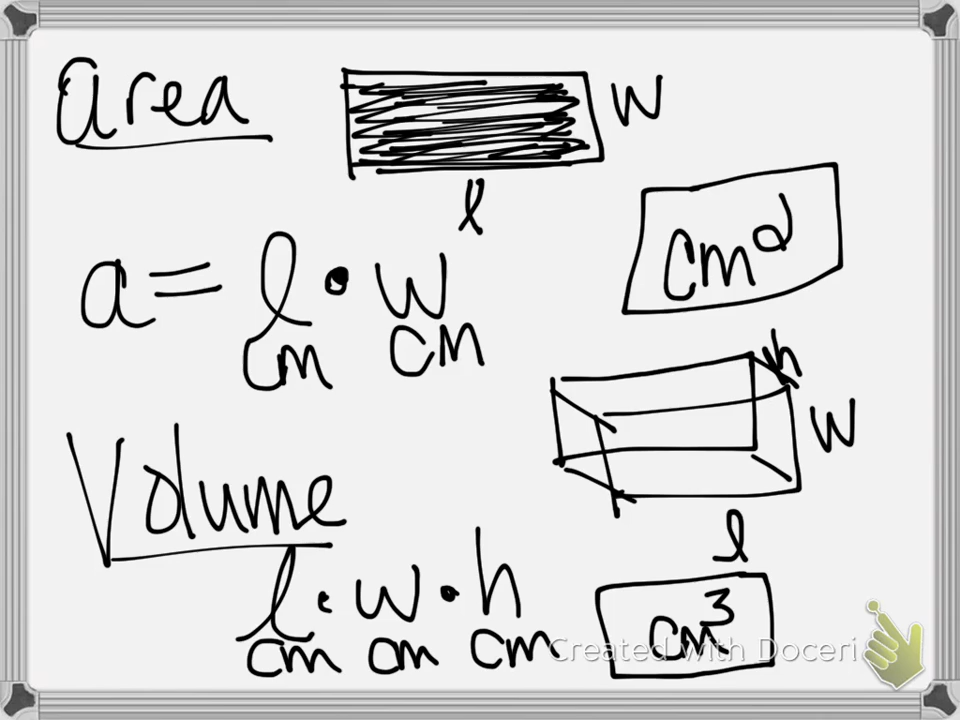 area
w
l
cm²
a = l • w
cm cm
h
w
Volume
l
l • w • h
cm cm cm
cm³
Created with Doceri